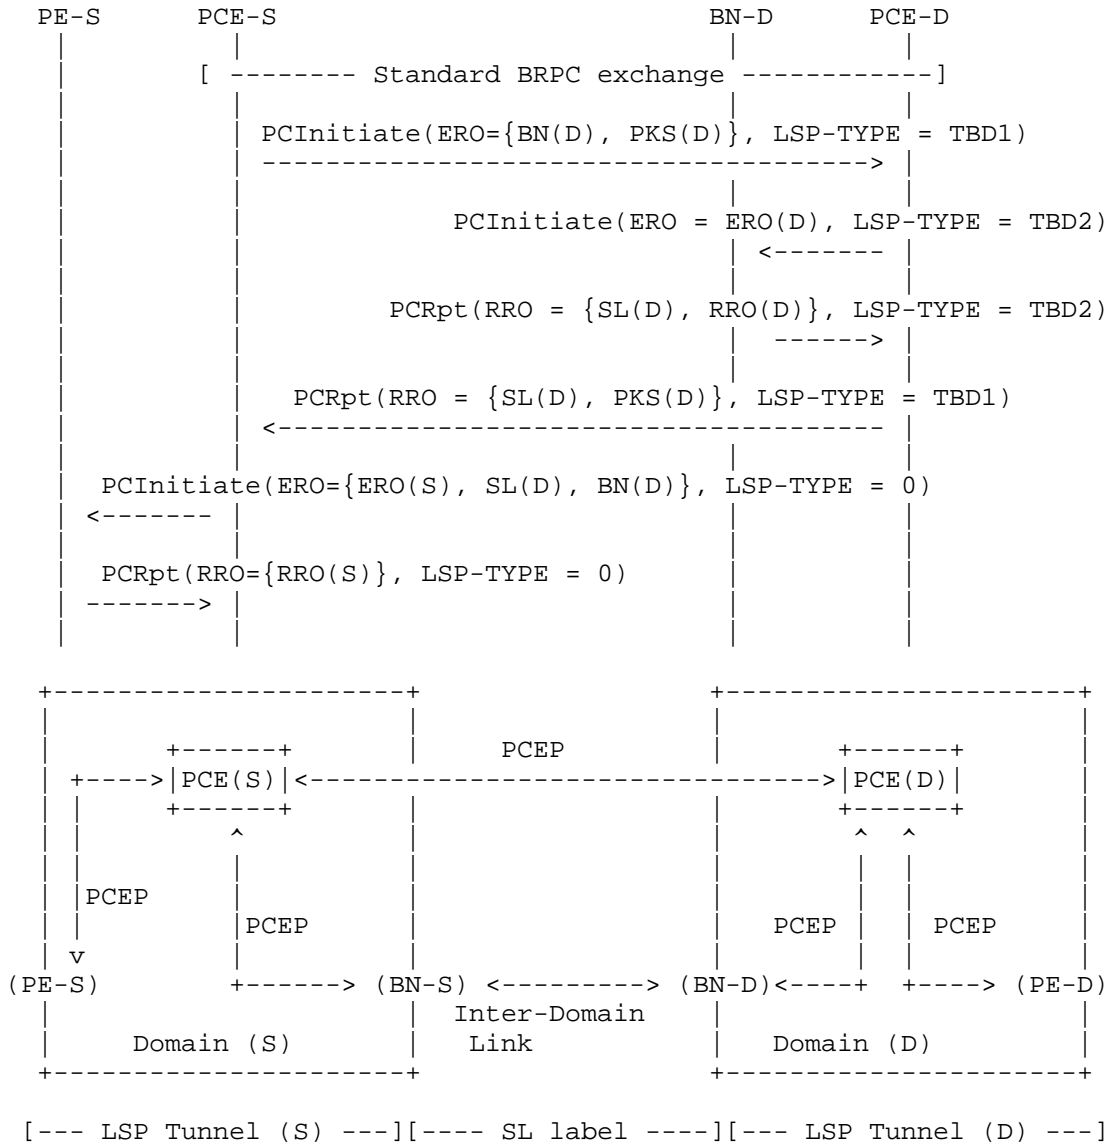 PE-S PCE-S BN-D PCE-D
[ -------- Standard BRPC exchange ------------]
PCInitiate(ERO={BN(D), PKS(D)}, LSP-TYPE = TBD1)
PCInitiate(ERO = ERO(D), LSP-TYPE = TBD2)
PCRpt(RRO = {SL(D), RRO(D)}, LSP-TYPE = TBD2)
PCRpt(RRO = {SL(D), PKS(D)}, LSP-TYPE = TBD1)
PCInitiate(ERO={ERO(S), SL(D), BN(D)}, LSP-TYPE = 0)
PCRpt(RRO={RRO(S)}, LSP-TYPE = 0)
PCEP
PCE(S) PCE(D)
PCEP
PCEP PCEP PCEP
(PE-S) (BN-S) (BN-D) (PE-D)
Inter-Domain
Domain (S) Link Domain (D)
[--- LSP Tunnel (S) ---][---- SL label ----][--- LSP Tunnel (D) ---]